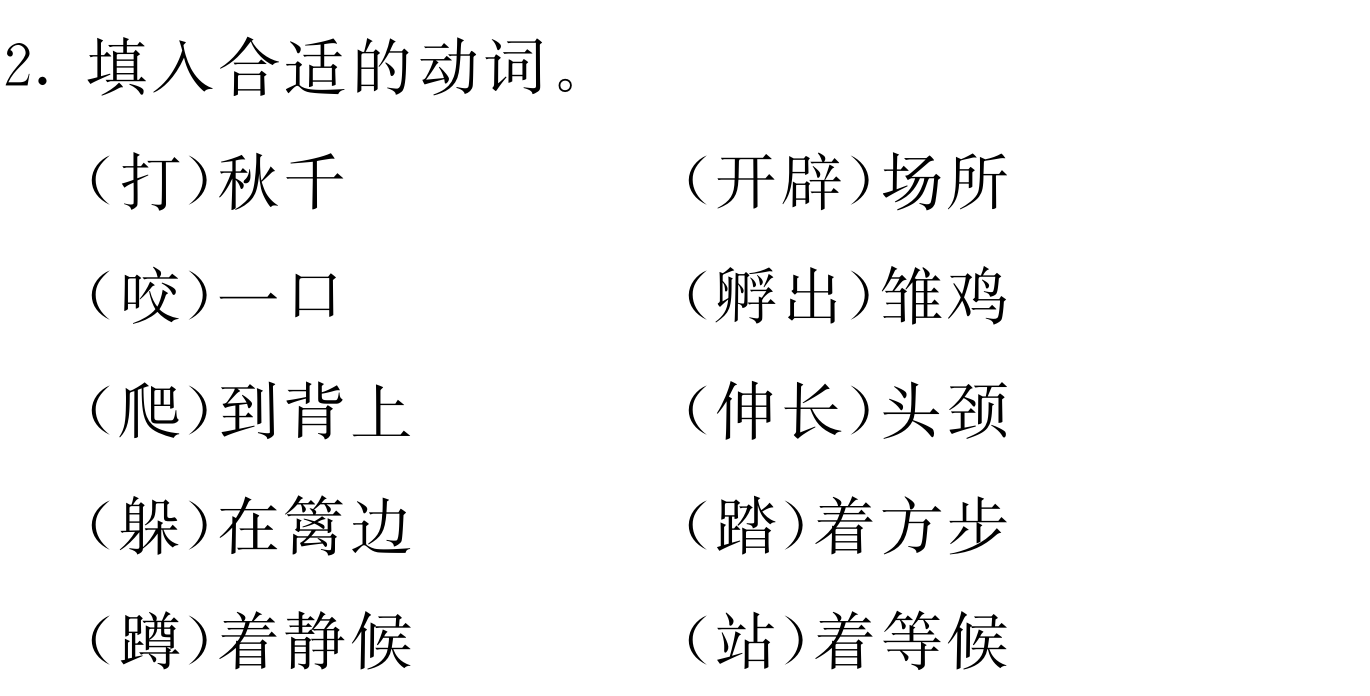 2. 填入合适的动词。
（打）秋千 （开辟）场所
（咬）一口 （孵出）雏鸡
（爬）到背上 （伸长）头颈
（躲）在篱边 （踏）着方步
（蹲）着静候 （站）着等候